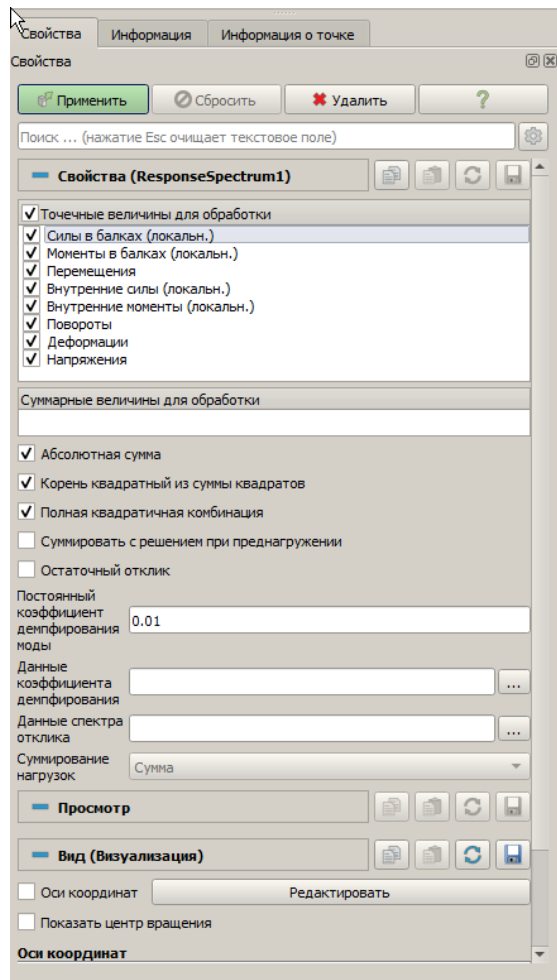 Свойства
Информация
Информация о точке
Свойства
Применить
Сбросить
Удалить
?
Поиск ... (нажатие Esc очищает текстовое поле)
Свойства (ResponseSpectrum1)
Точечные величины для обработки
Силы в балках (локальн.)
Моменты в балках (локальн.)
Перемещения
Внутренние силы (локальн.)
Внутренние моменты (локальн.)
Повороты
Деформации
Напряжения
Суммарные величины для обработки
Абсолютная сумма
Корень квадратный из суммы квадратов
Полная квадратичная комбинация
Суммировать с решением при преднагружении
Остаточный отклик
Постоянный
коэффициент
демпфирования
моды
0.01
Данные
коэффициента
демпфирования
...
Данные спектра
отклика
...
Суммирование
нагрузок
Сумма
Просмотр
Вид (Визуализация)
Оси координат
Редактировать
Показать центр вращения
Оси координат